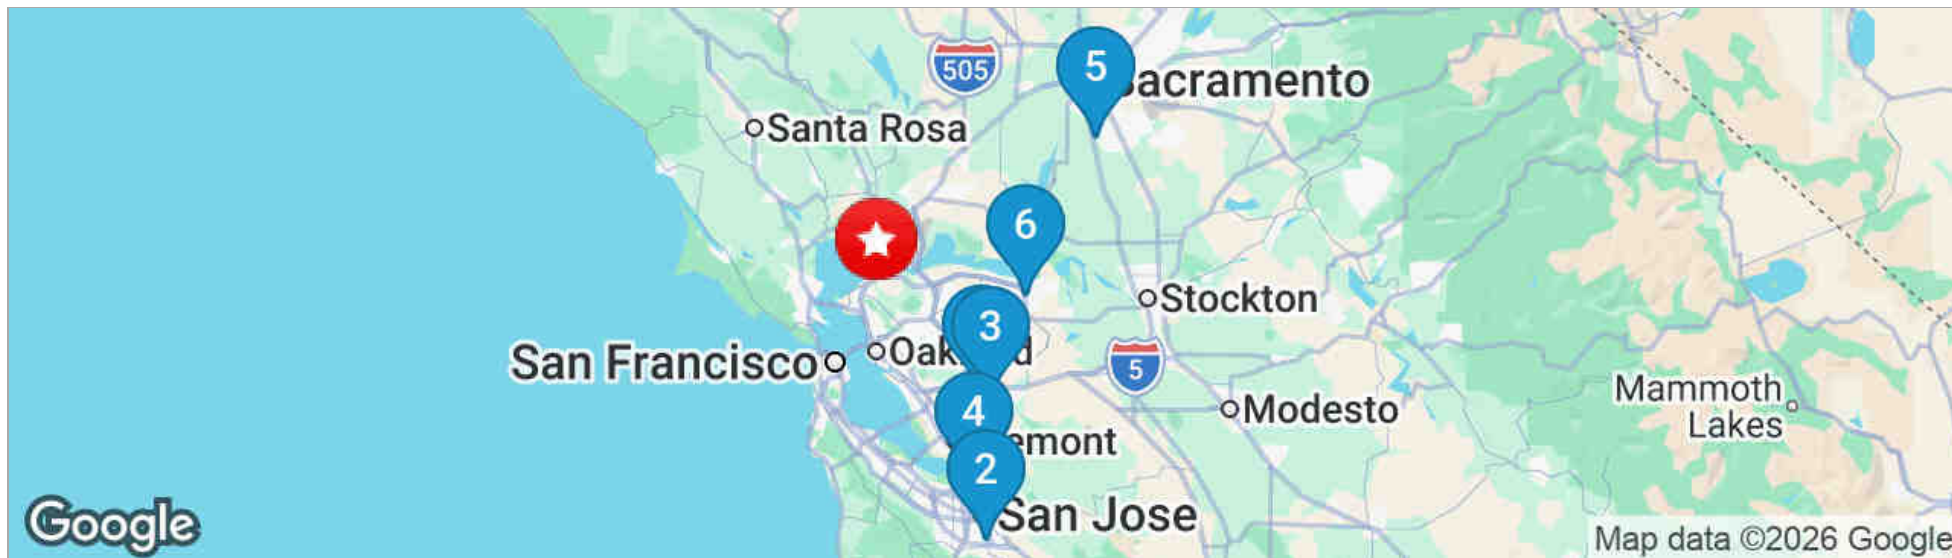 505
5
Sacramento
Santa Rosa
6
Stockton
3
San Francisco
Oakland
5
Mammoth
Lakes
4
Modesto
emont
2
San Jose
Google
Map data ©2026 Google